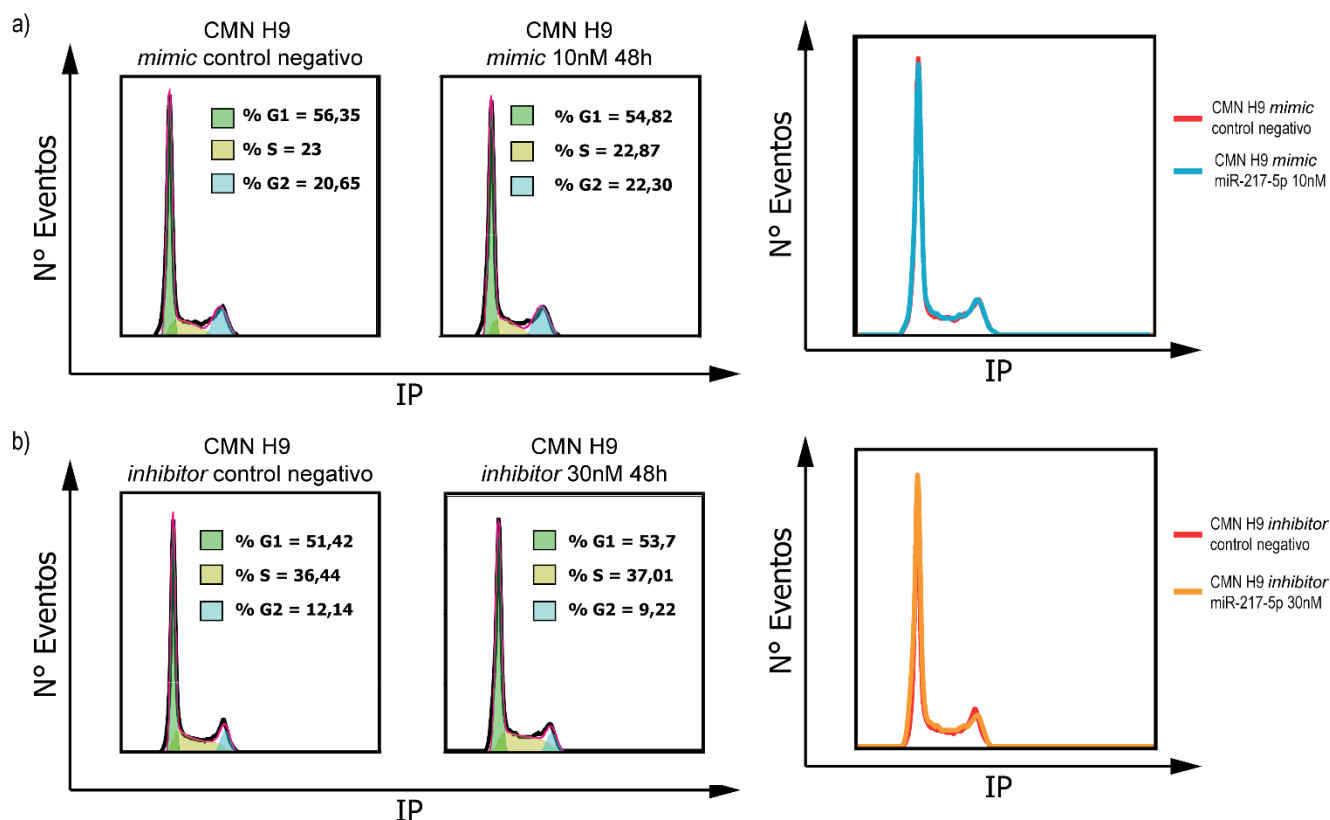 a)
CMN H9
mimic control negativo
CMN H9
mimic 10nM 48h
N° Eventos
% G1 = 56,35
% S = 23
% G2 = 20,65
% G1 = 54,82
% S = 22,87
% G2 = 22,30
IP
N° Eventos
IP
CMN H9 mimic
control negativo
CMN H9 mimic
miR-217-5p 10nM
b)
CMN H9
inhibitor control negativo
CMN H9
inhibitor 30nM 48h
N° Eventos
% G1 = 51,42
% S = 36,44
% G2 = 12,14
% G1 = 53,7
% S = 37,01
% G2 = 9,22
IP
N° Eventos
IP
CMN H9 inhibitor
control negativo
CMN H9 inhibitor
miR-217-5p 30nM